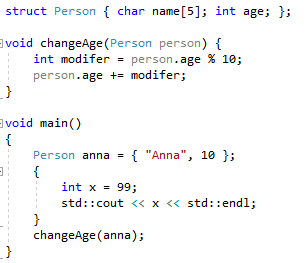 struct Person { char name[5]; int age; };
void changeAge(Person person) {
int modifer = person.age % 10;
person.age += modifer;
}
void main()
{
Person anna = { "Anna", 10 };
{
int x = 99;
std::cout << x << std::endl;
}
changeAge(anna);
}